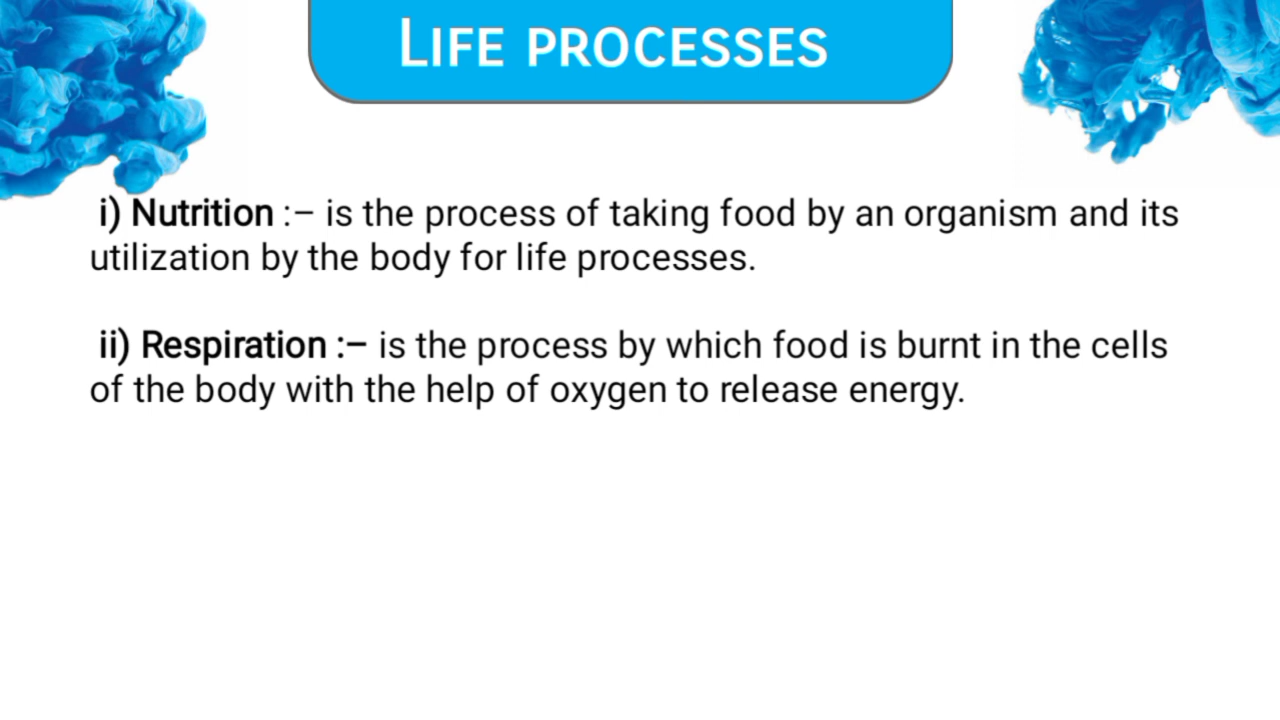 LIFE PROCESSES
i) Nutrition :– is the process of taking food by an organism and its
utilization by the body for life processes.
ii) Respiration :– is the process by which food is burnt in the cells
of the body with the help of oxygen to release energy.